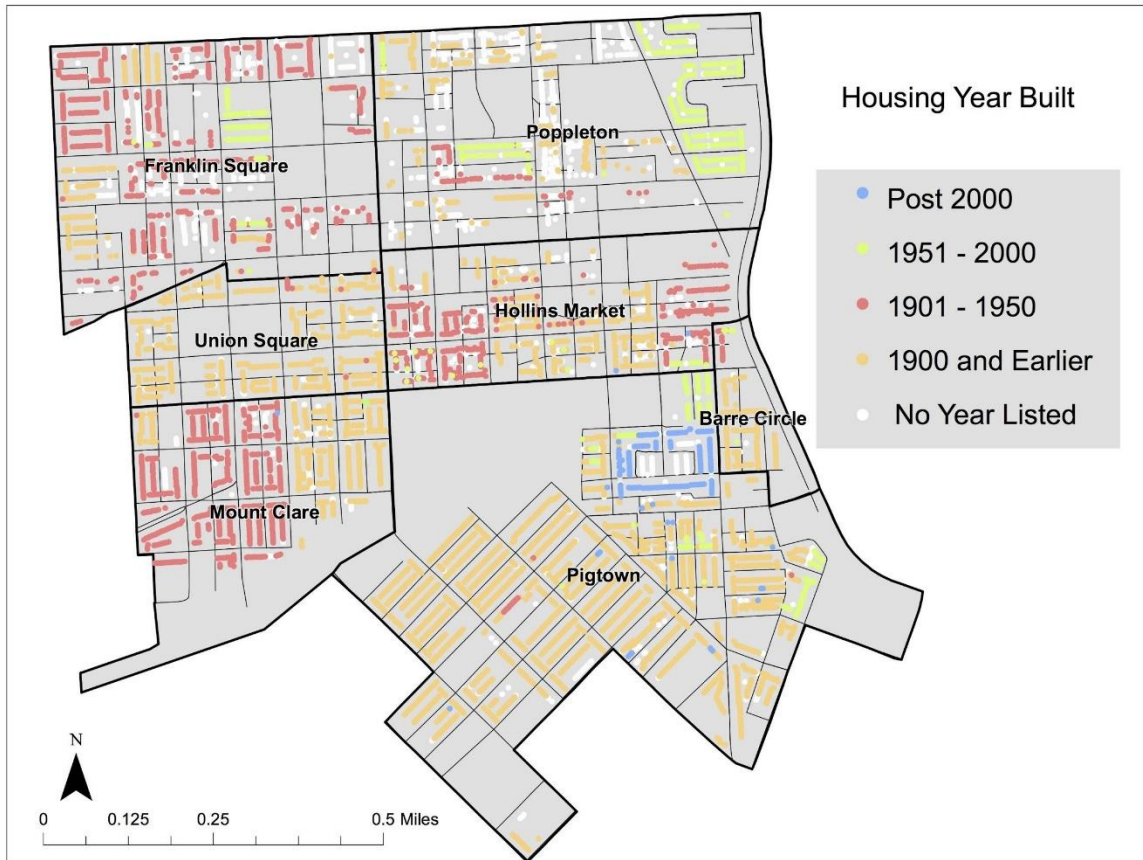 Housing Year Built
Post 2000
1951 - 2000
1901 - 1950
1900 and Earlier
No Year Listed
Poppleton
Franklin Square
Hollins Market
Union Square
Barre Circle
Mount Clare
Pigtown
N
0 0.125 0.25 0.5 Miles